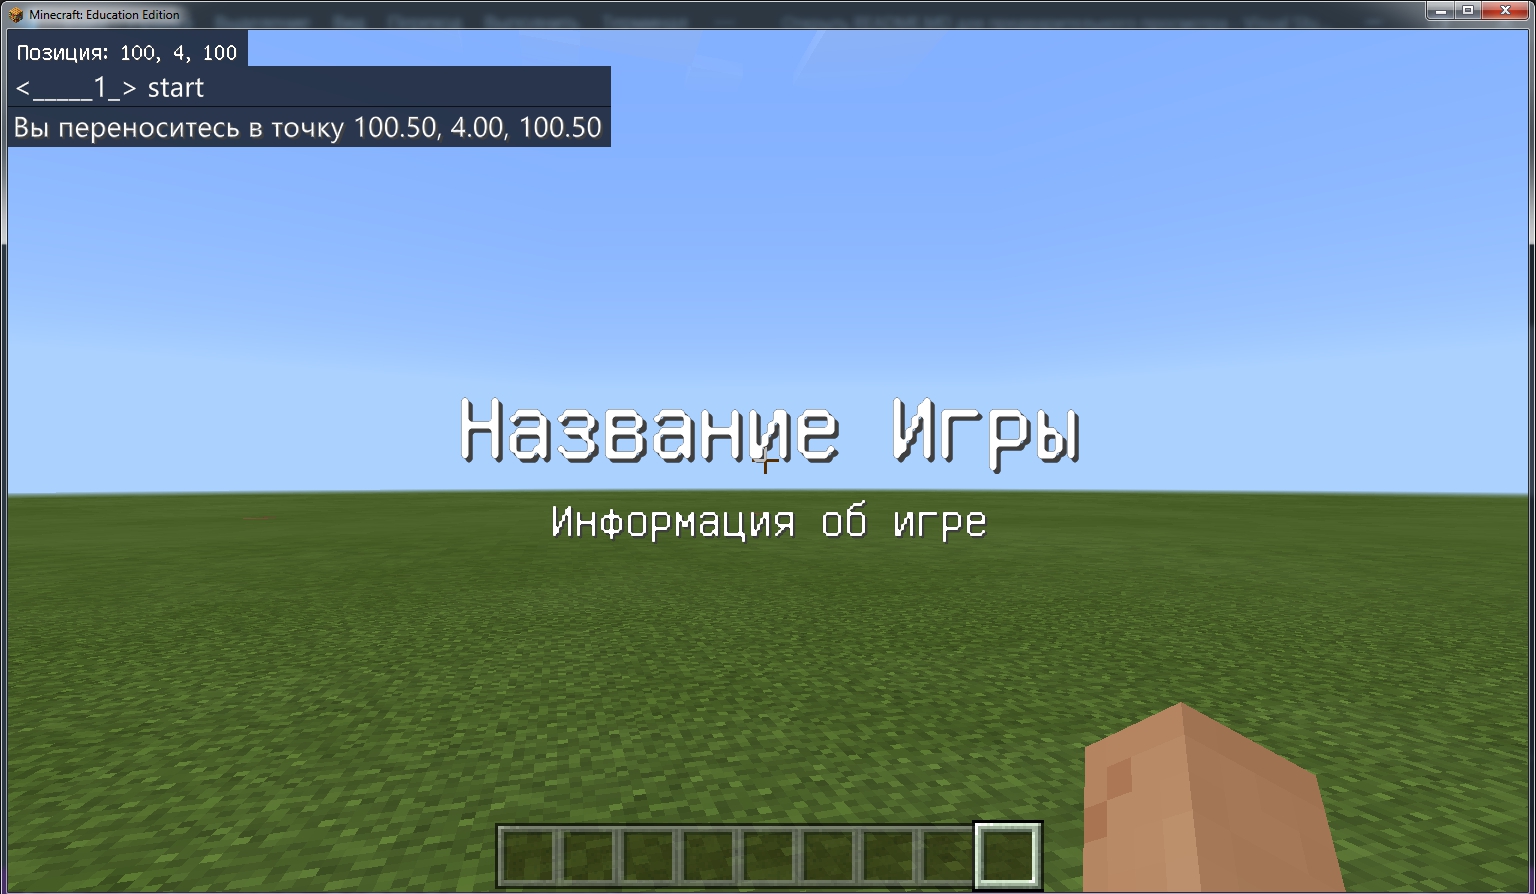 Minecraft: Education Edition
Позиция: 100, 4, 100
<_____1_> start
Вы переноситесь в точку 100.50, 4.00, 100.50
Название Игры
Информация об игре